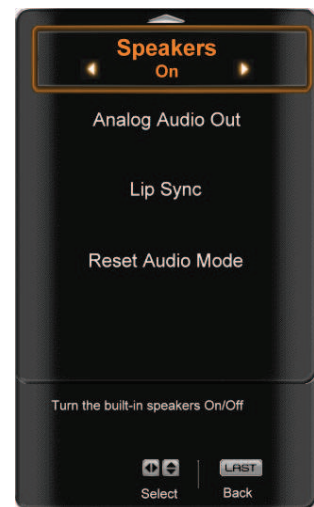 Speakers
On
Analog Audio Out
Lip Sync
Reset Audio Mode
Turn the built-in speakers On/Off
LAST
Select
Back